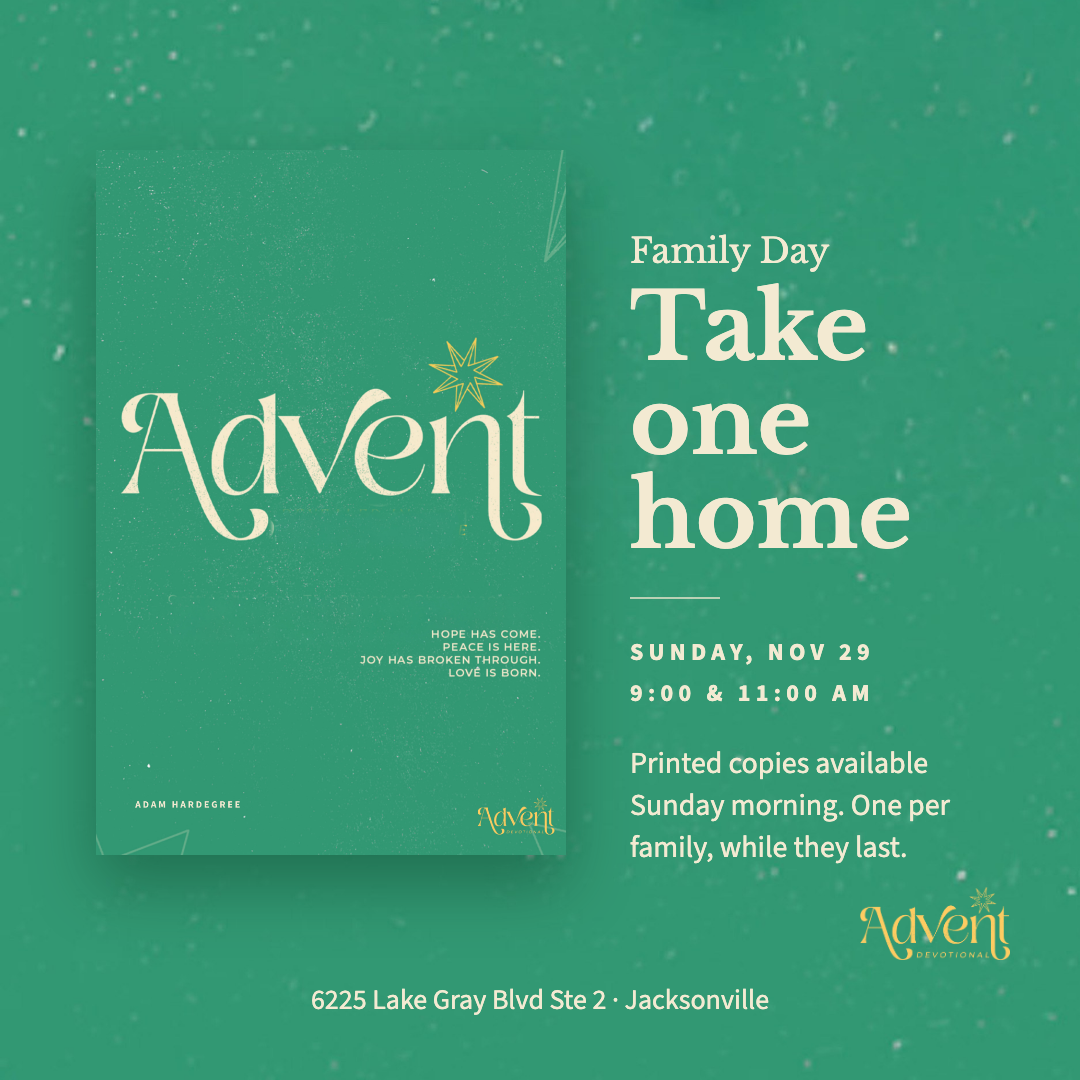 Advent
HOPE HAS COME.
PEACE IS HERE.
JOY HAS BROKEN THROUGH.
LOVE IS BORN.
ADAM HARDEGREE
Advent
DEVOTIONAL
Family Day
Take
one
home
SUNDAY, NOV 29
9:00 & 11:00 AM
Printed copies available
Sunday morning. One per
family, while they last.
Advent
DEVOTIONAL
6225 Lake Gray Blvd Ste 2 · Jacksonville